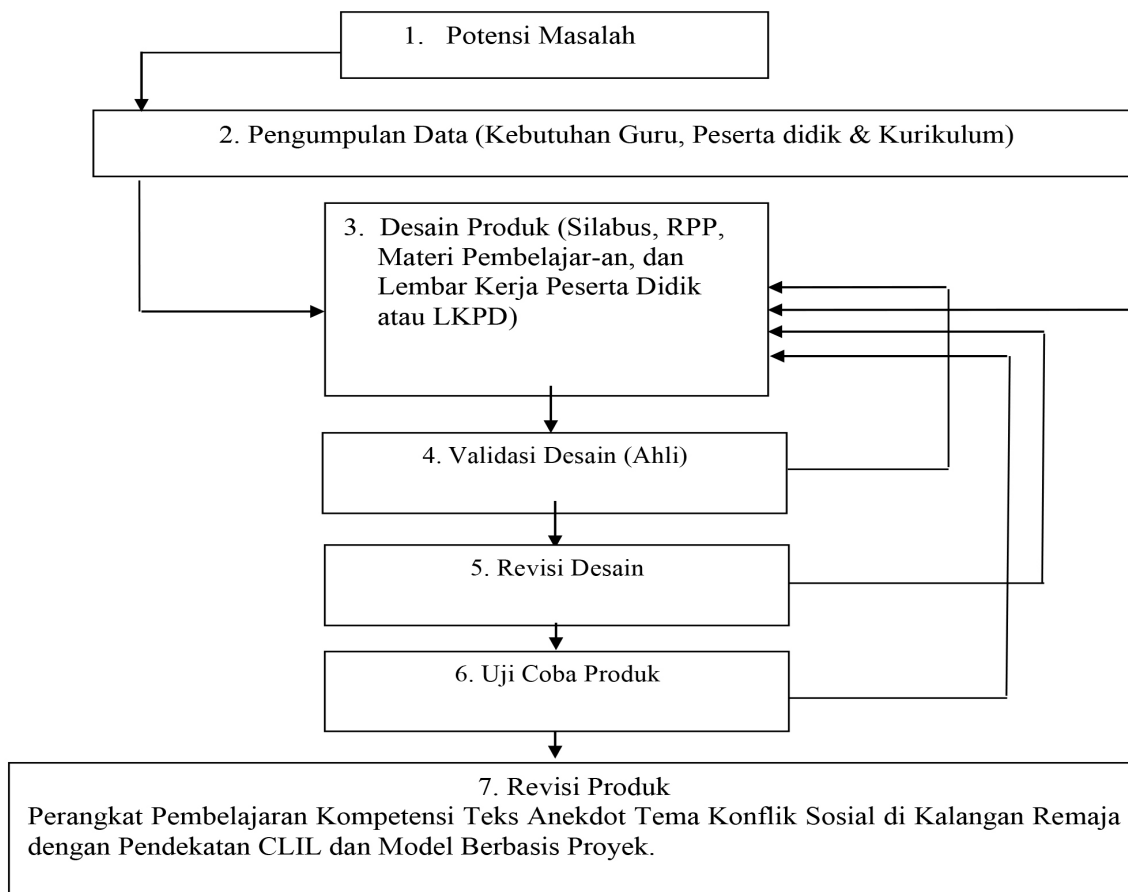 1. Potensi Masalah
2. Pengumpulan Data (Kebutuhan Guru, Peserta didik & Kurikulum)
3. Desain Produk (Silabus, RPP,
Materi Pembelajar-an, dan
Lembar Kerja Peserta Didik
atau LKPD)
4. Validasi Desain (Ahli)
5. Revisi Desain
6. Uji Coba Produk
7. Revisi Produk
Perangkat Pembelajaran Kompetensi Teks Anekdot Tema Konflik Sosial di Kalangan Remaja
dengan Pendekatan CLIL dan Model Berbasis Proyek.